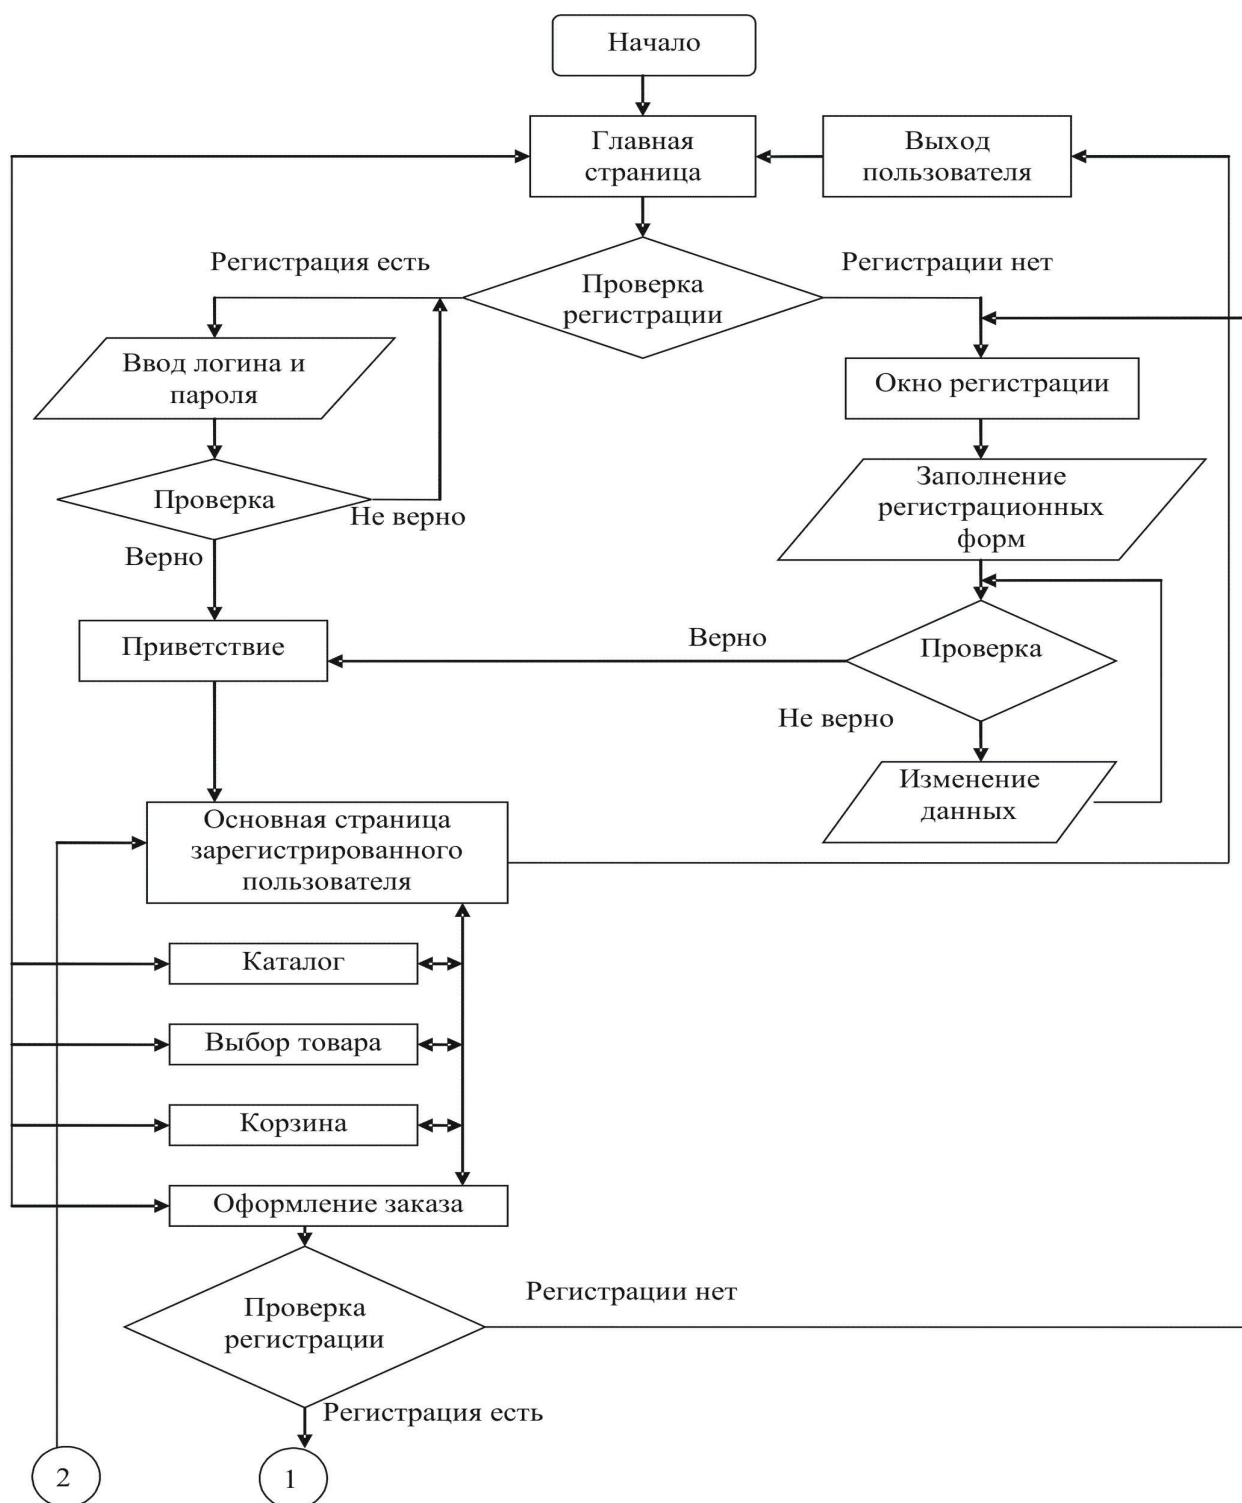 Начало
Главная
страница
Выход
пользователя
Регистрация есть
Регистрации нет
Проверка
регистрации
Ввод логина и
пароля
Окно регистрации
Проверка
Не верно
Заполнение
регистрационных
форм
Верно
Приветствие
Верно
Проверка
Не верно
Изменение
данных
Основная страница
зарегистрированного
пользователя
Каталог
Выбор товара
Корзина
Оформление заказа
Проверка
регистрации
Регистрации нет
Регистрация есть
2
1